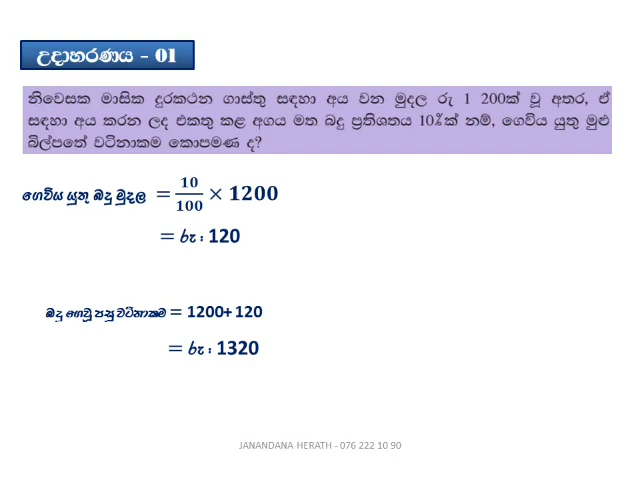 උදාහරණය - 01
නිවෙසක මාසික දුරකථන ගාස්තු සඳහා අය වන මුදල රු 1 200ක් වූ අතර, ඒ
සඳහා අය කරන ලද එකතු කළ අගය මත බදු ප්‍රතිශතය 10%ක් නම්, ගෙවිය යුතු මුළු
බිල්පතේ වටිනාකම කොපමණ ද?
ගෙවිය යුතු බදු මුදල = 10/100 × 1200
= රු : 120
බදු ගෙවූ පසු වටිනාකම = 1200+ 120
= රු : 1320
JANANDANA HERATH - 076 222 10 90